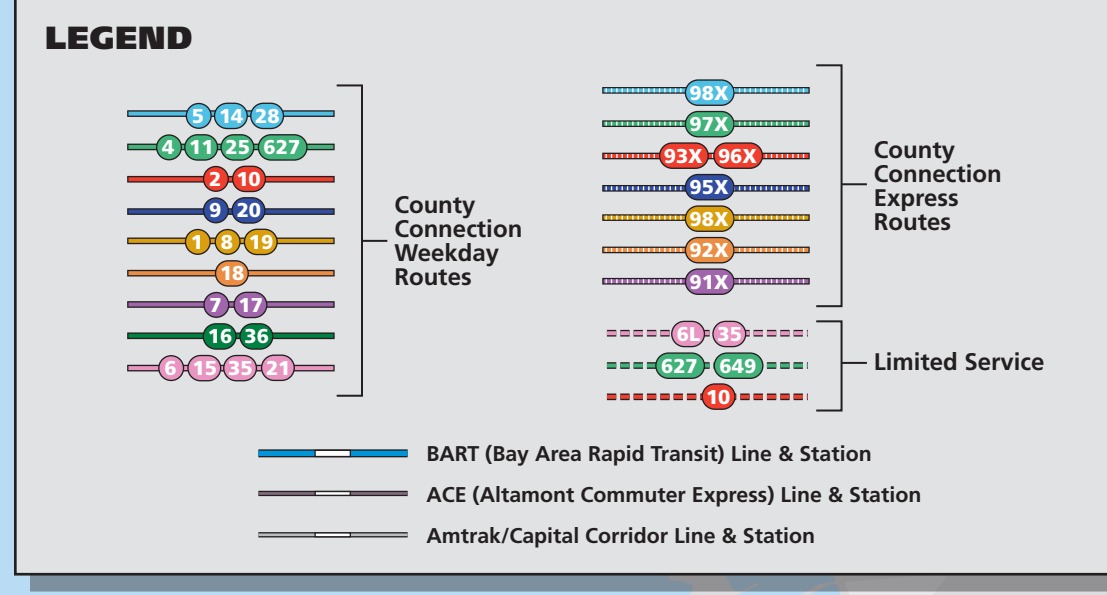 LEGEND
5 14 28
4 11 25 627
2 10
9 20
1 8 19
18
7 17
16 36
6 15 35 21
County
Connection
Weekday
Routes
98X
97X
93X 96X
95X
98X
92X
91X
County
Connection
Express
Routes
6L 35
627 649
10
Limited Service
BART (Bay Area Rapid Transit) Line & Station
ACE (Altamont Commuter Express) Line & Station
Amtrak/Capital Corridor Line & Station